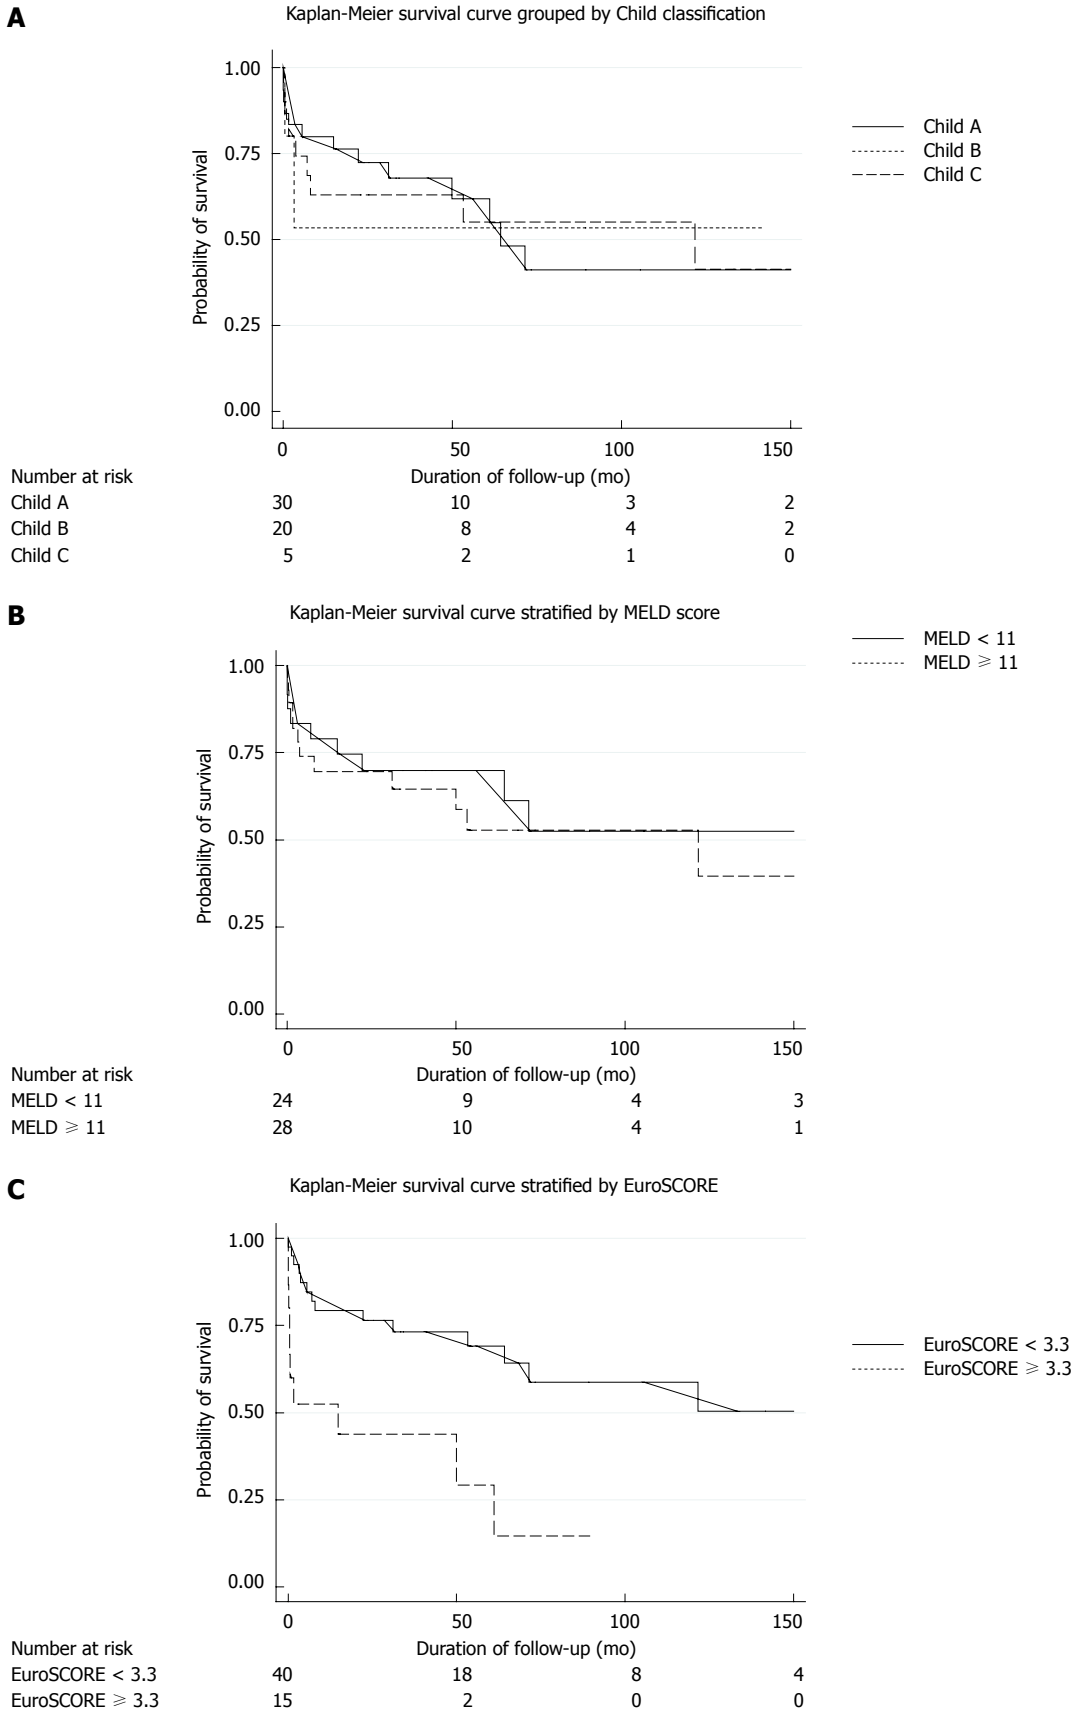 A
Kaplan-Meier survival curve grouped by Child classification
1.00
0.75
0.50
0.25
0.00
Probability of survival
Child A
Child B
Child C
0 50 100 150
Number at risk Duration of follow-up (mo)
Child A 30 10 3 2
Child B 20 8 4 2
Child C 5 2 1 0
B
Kaplan-Meier survival curve stratified by MELD score
1.00
0.75
0.50
0.25
0.00
Probability of survival
MELD < 11
MELD ⩾ 11
0 50 100 150
Number at risk Duration of follow-up (mo)
MELD < 11 24 9 4 3
MELD ⩾ 11 28 10 4 1
C
Kaplan-Meier survival curve stratified by EuroSCORE
1.00
0.75
0.50
0.25
0.00
Probability of survival
EuroSCORE < 3.3
EuroSCORE ⩾ 3.3
0 50 100 150
Number at risk Duration of follow-up (mo)
EuroSCORE < 3.3 40 18 8 4
EuroSCORE ⩾ 3.3 15 2 0 0